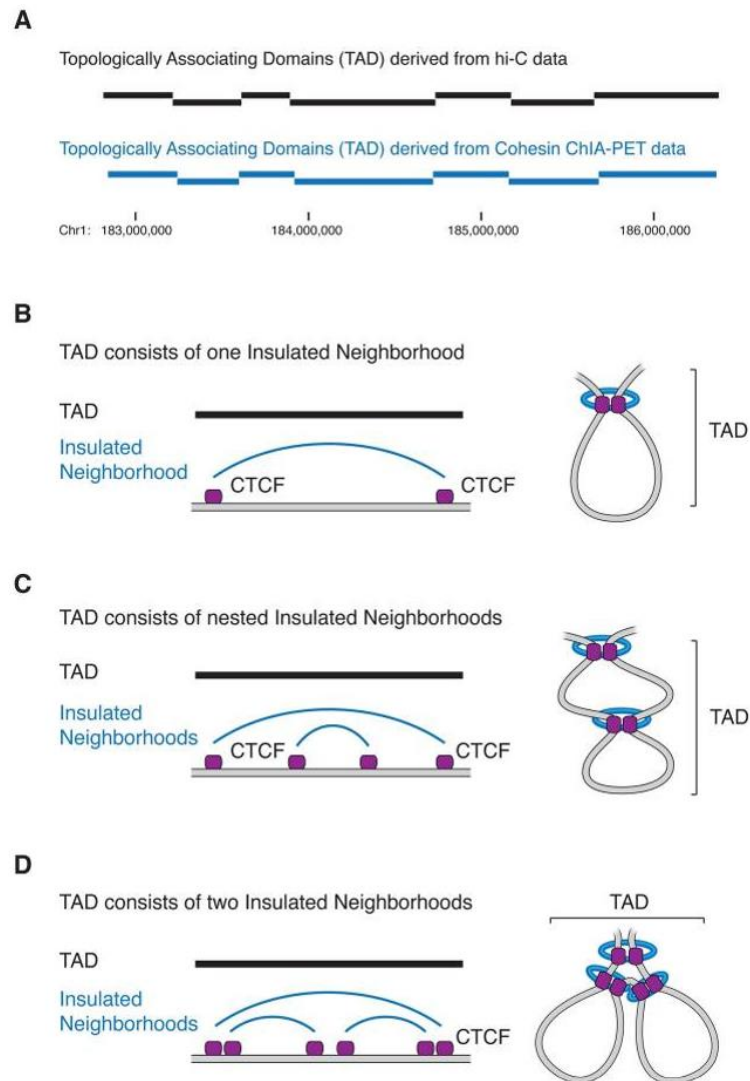 A
Topologically Associating Domains (TAD) derived from hi-C data
Topologically Associating Domains (TAD) derived from Cohesin ChIA-PET data
Chr1: 183,000,000 184,000,000 185,000,000 186,000,000
B
TAD consists of one Insulated Neighborhood
TAD
Insulated
Neighborhood
CTCF CTCF
TAD
C
TAD consists of nested Insulated Neighborhoods
TAD
Insulated
Neighborhoods
CTCF CTCF
TAD
D
TAD consists of two Insulated Neighborhoods
TAD
TAD
Insulated
Neighborhoods
CTCF